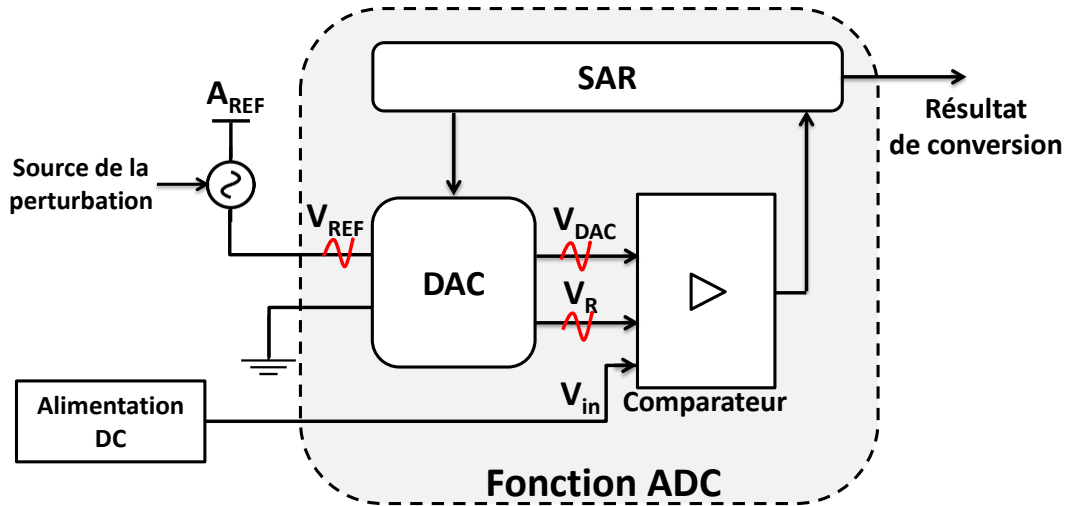 SAR
A_REF
Résultat
de conversion
Source de la
perturbation
V_REF
V_DAC
DAC
V_R
V_in
Comparateur
Alimentation
DC
Fonction ADC